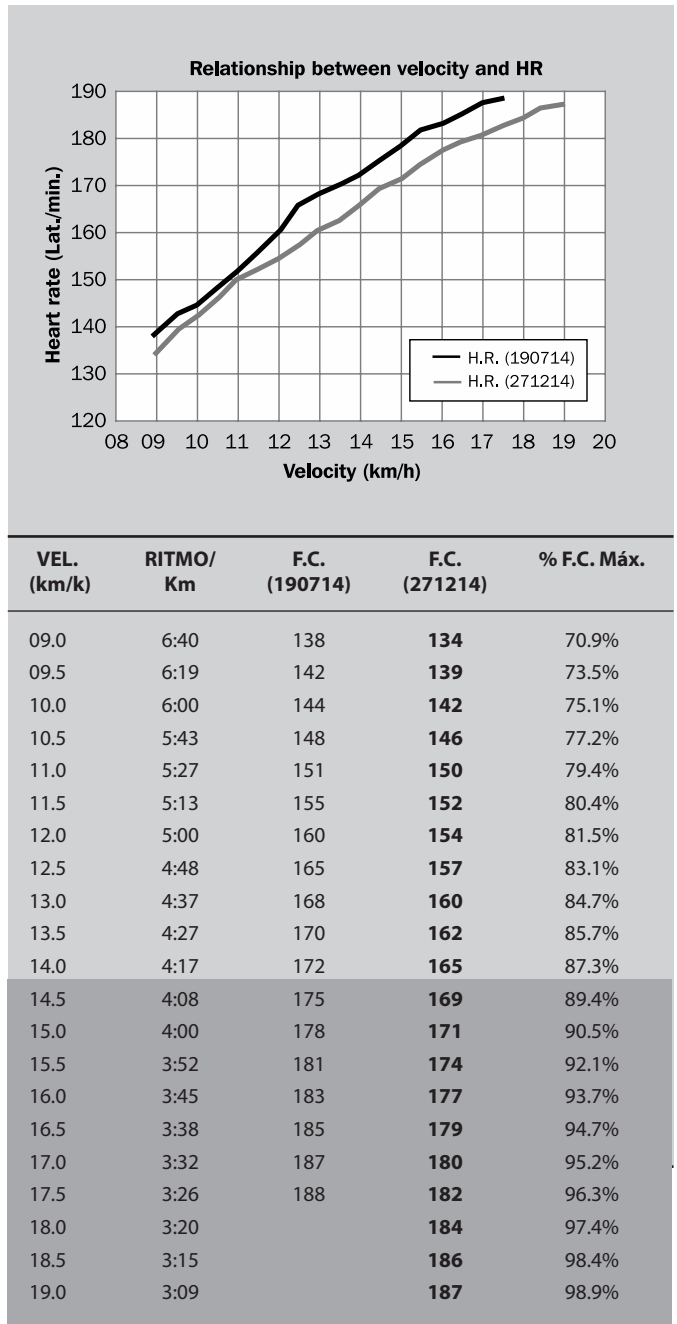 Relationship between velocity and HR
Heart rate (Lat./min.)
190
180
170
160
150
140
130
120
H.R. (190714)
H.R. (271214)
08 09 10 11 12 13 14 15 16 17 18 19 20
Velocity (km/h)
VEL. (km/k) RITMO/ Km F.C. (190714) F.C. (271214) % F.C. Máx.
09.0 6:40 138 134 70.9%
09.5 6:19 142 139 73.5%
10.0 6:00 144 142 75.1%
10.5 5:43 148 146 77.2%
11.0 5:27 151 150 79.4%
11.5 5:13 155 152 80.4%
12.0 5:00 160 154 81.5%
12.5 4:48 165 157 83.1%
13.0 4:37 168 160 84.7%
13.5 4:27 170 162 85.7%
14.0 4:17 172 165 87.3%
14.5 4:08 175 169 89.4%
15.0 4:00 178 171 90.5%
15.5 3:52 181 174 92.1%
16.0 3:45 183 177 93.7%
16.5 3:38 185 179 94.7%
17.0 3:32 187 180 95.2%
17.5 3:26 188 182 96.3%
18.0 3:20 184 97.4%
18.5 3:15 186 98.4%
19.0 3:09 187 98.9%